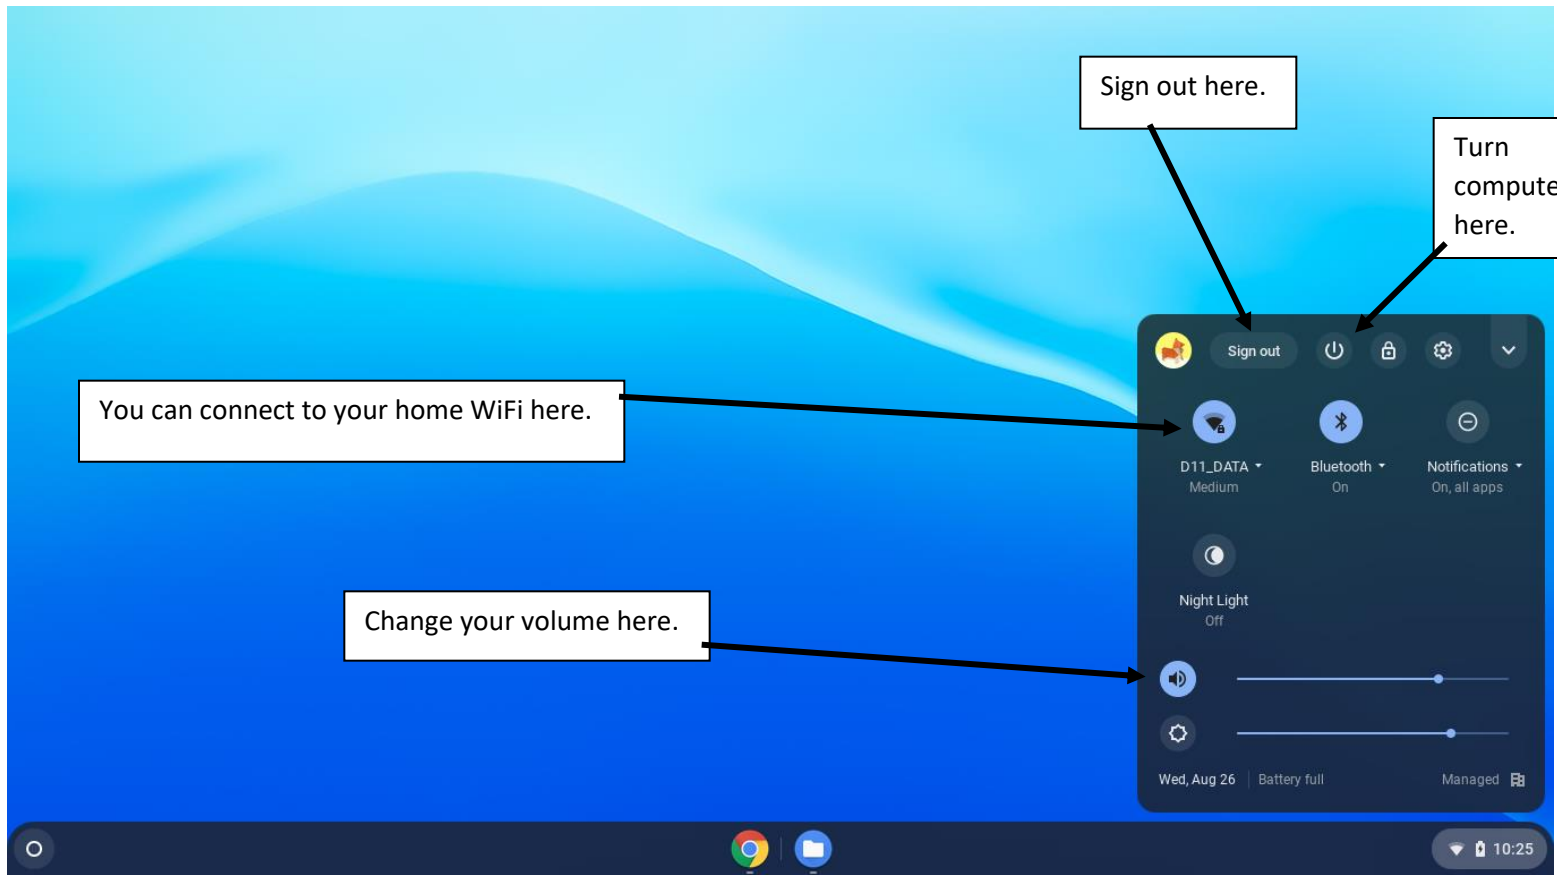 Sign out here.
Turn
here.
Sign out
You can connect to your home WiFi here.
D11_DATA
Bluetooth
Notifications
Medium
On
On, all apps
Night Light
Off
Change your volume here.
Wed, Aug 26
Battery full
Managed
10:25